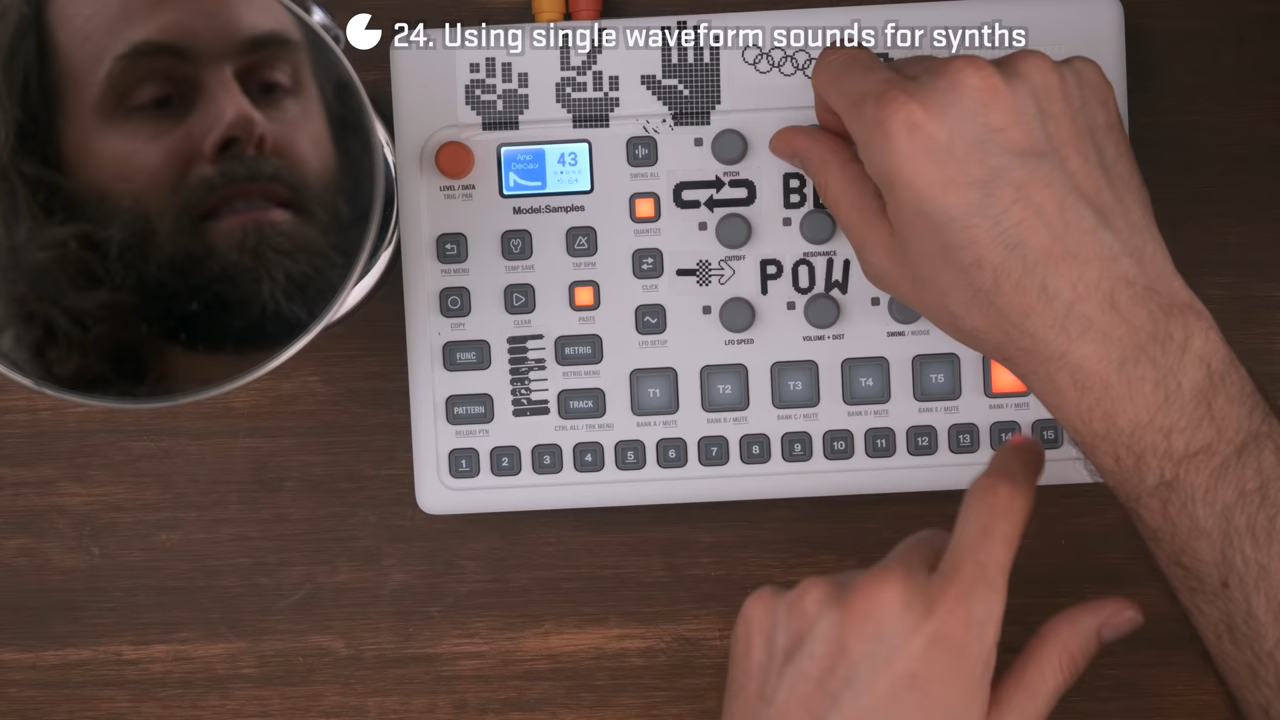 24. Using single waveform sounds for synths
Amp
Decay
43
LEVEL / DATA
TRIG / PAN
Model:Samples
SWING ALL
PITCH
QUANTIZE
PAD MENU
TEMP SAVE
TAP BPM
CLICK
CUTOFF
RESONANCE
POW
COPY
CLEAR
PASTE
LFO SETUP
LFO SPEED
VOLUME + DIST
SWING / NUDGE
FUNC
RETRIG
RETRIG MENU
PATTERN
RELOAD PTN
TRACK
CTRL ALL / TRK MENU
T1
T2
T3
T4
T5
BANK A / MUTE
BANK B / MUTE
BANK C / MUTE
BANK D / MUTE
BANK E / MUTE
BANK F / MUTE
1 2 3 4 5 6 7 8 9 10 11 12 13 14 15